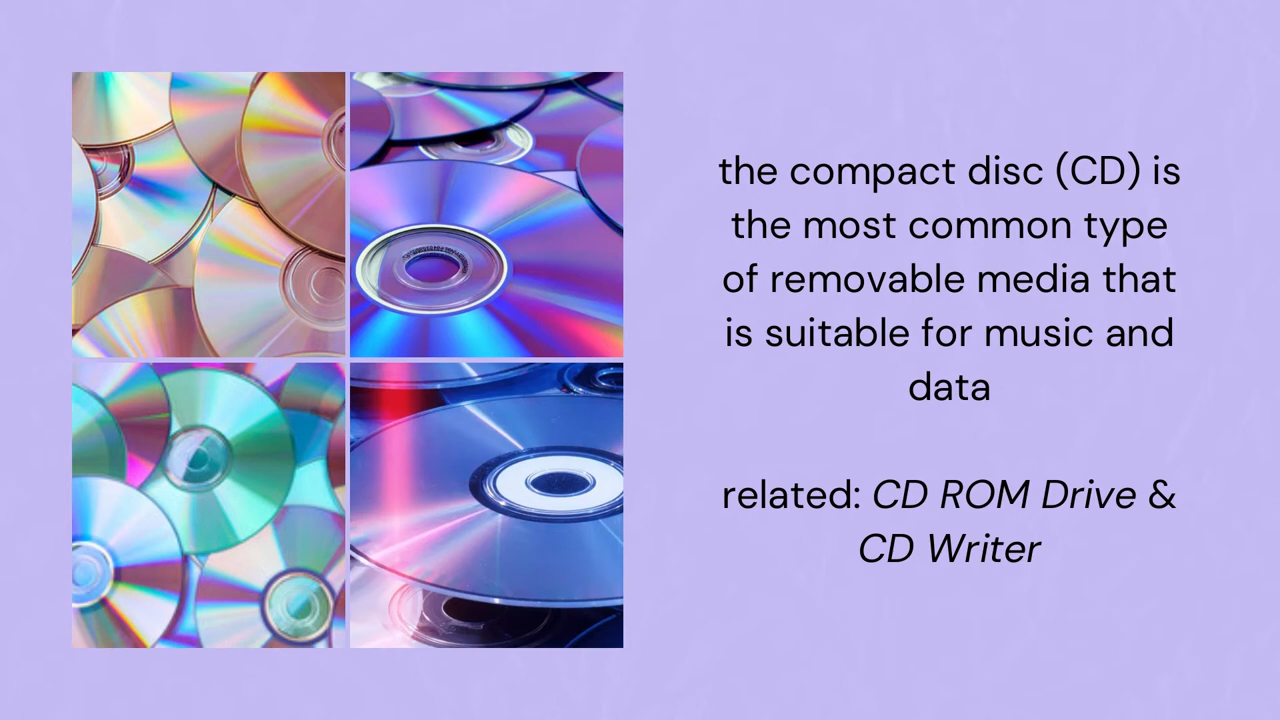 the compact disc (CD) is
the most common type
of removable media that
is suitable for music and
data
related: CD ROM Drive &
CD Writer